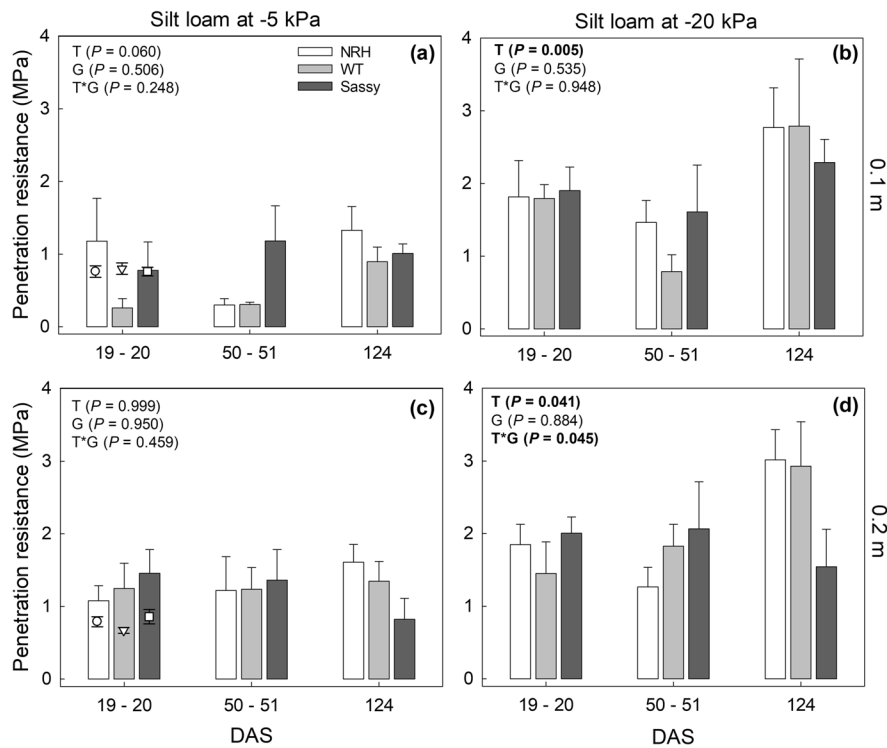 Silt loam at -5 kPa
Silt loam at -20 kPa
Penetration resistance (MPa)
4
3
2
1
0
T (P = 0.060)
G (P = 0.506)
T*G (P = 0.248)
NRH
WT
Sassy
(a)
19 - 20
50 - 51
124
4
3
2
1
0
T (P = 0.005)
G (P = 0.535)
T*G (P = 0.948)
(b)
19 - 20
50 - 51
124
0.1 m
Penetration resistance (MPa)
4
3
2
1
0
T (P = 0.999)
G (P = 0.950)
T*G (P = 0.459)
(c)
19 - 20
50 - 51
124
DAS
4
3
2
1
0
T (P = 0.041)
G (P = 0.884)
T*G (P = 0.045)
(d)
19 - 20
50 - 51
124
DAS
0.2 m